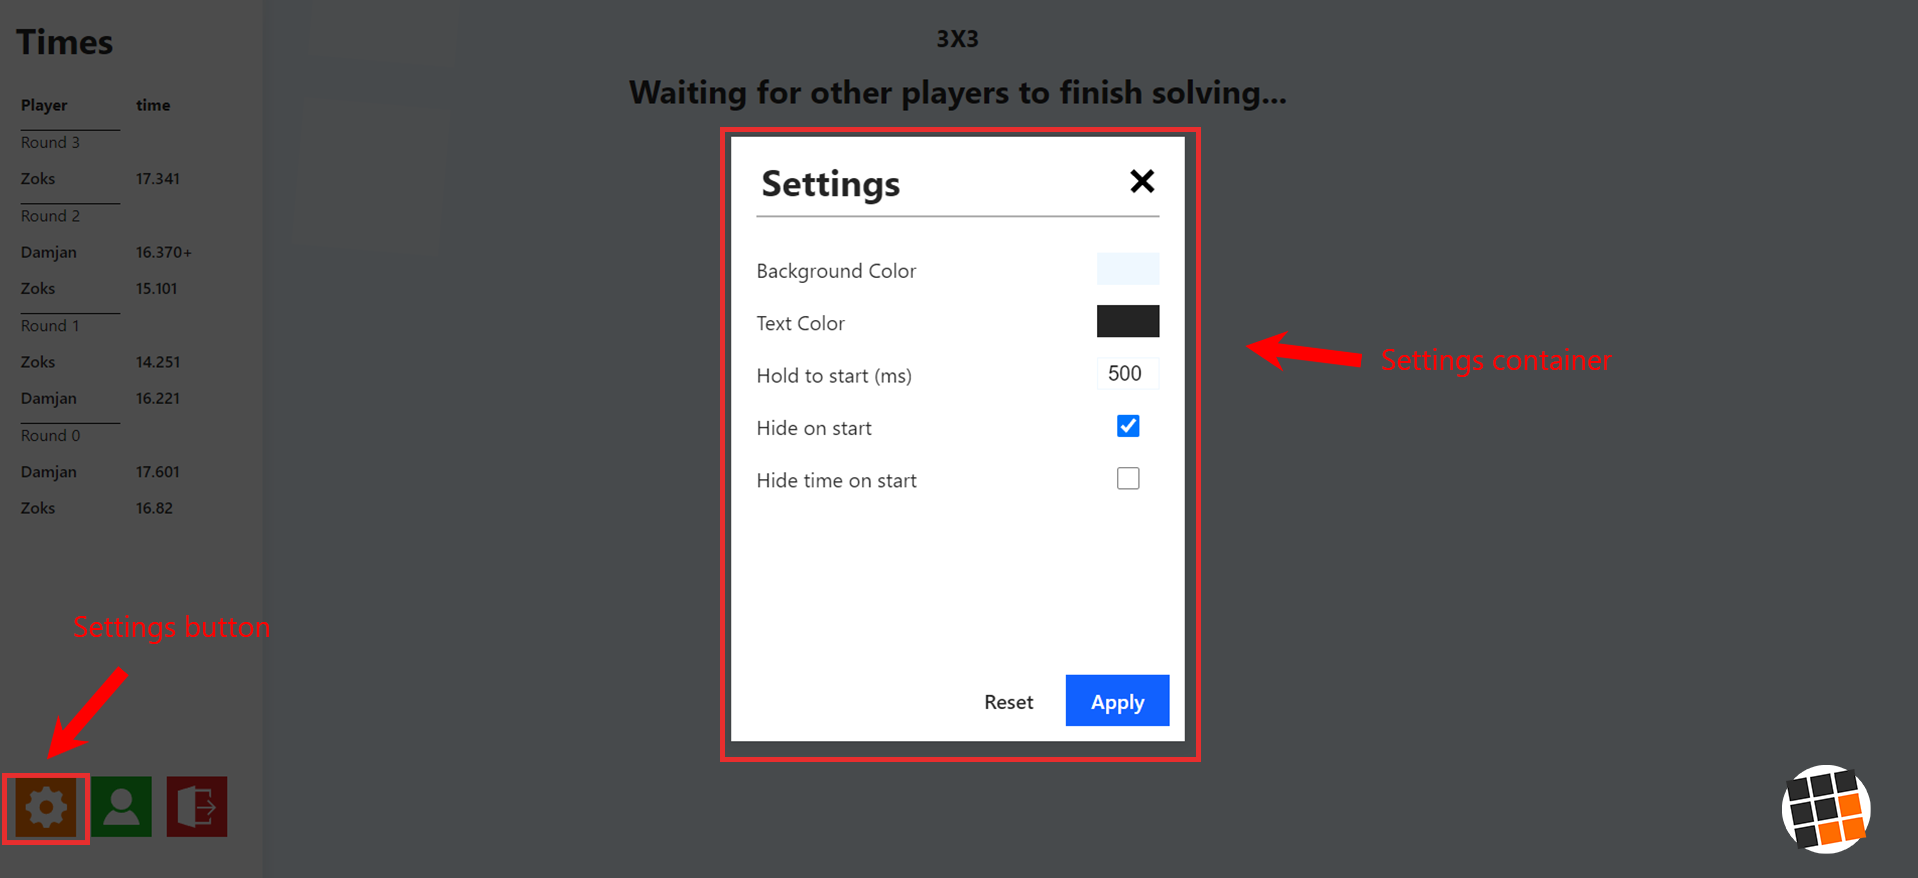 Times
Player time
Round 3
Zoks 17.341
Round 2
Damjan 16.370+
Zoks 15.101
Round 1
Zoks 14.251
Damjan 16.221
Round 0
Damjan 17.601
Zoks 16.82
Settings button
3X3
Waiting for other players to finish solving...
Settings
Background Color
Text Color
Hold to start (ms) 500
Hide on start
Hide time on start
Reset Apply
Settings container